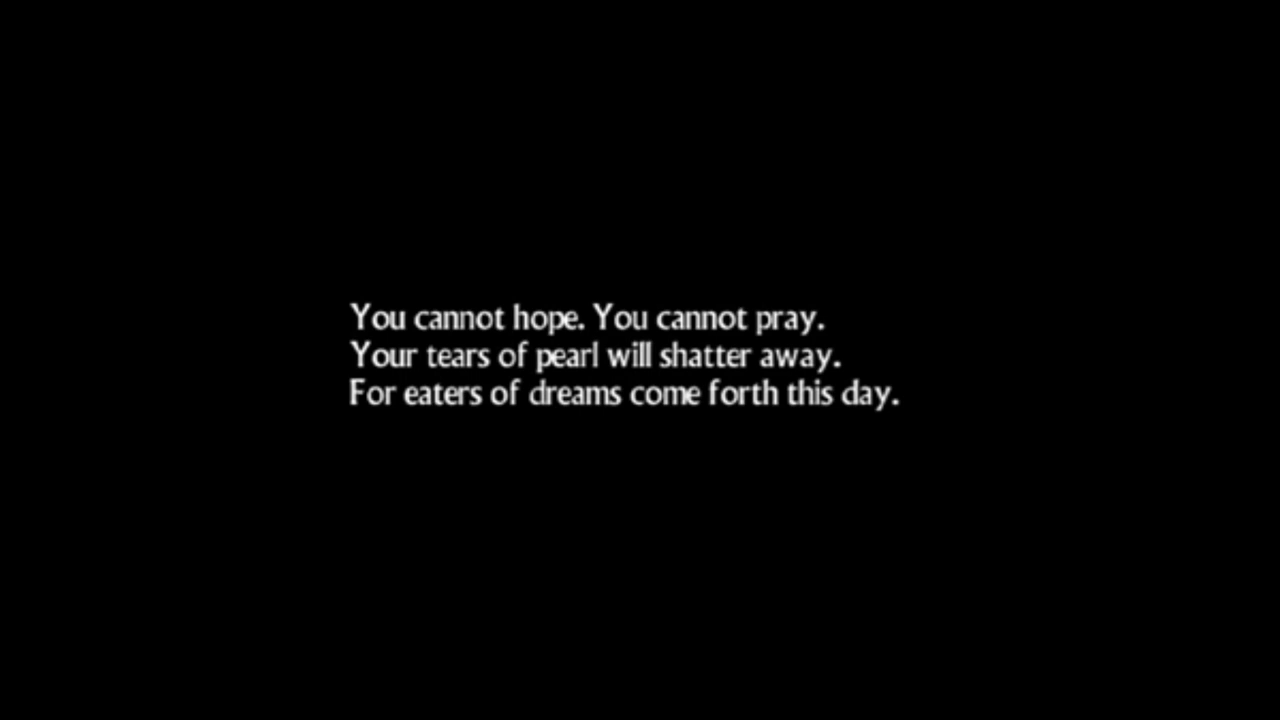 You cannot hope. You cannot pray.
Your tears of pearl will shatter away.
For eaters of dreams come forth this day.